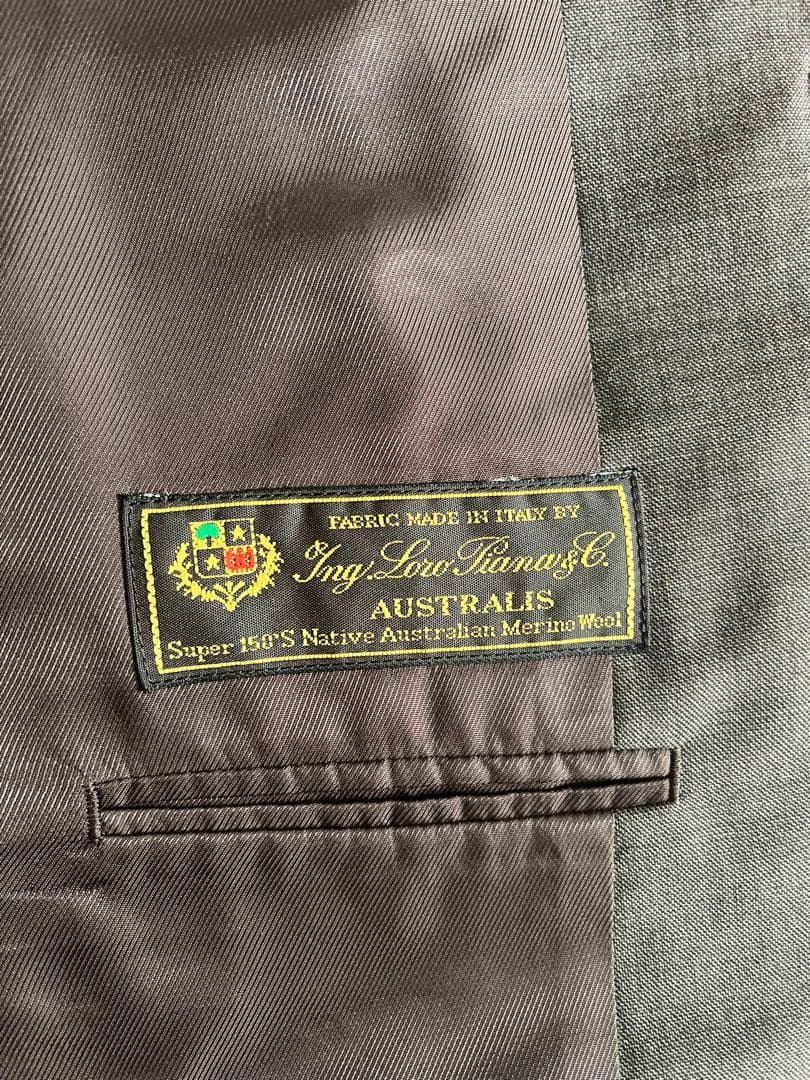 FABRIC MADE IN ITALY BY
Ing. Loro Piana & C.
AUSTRALIS
Super 150'S Native Australian Merino Wool